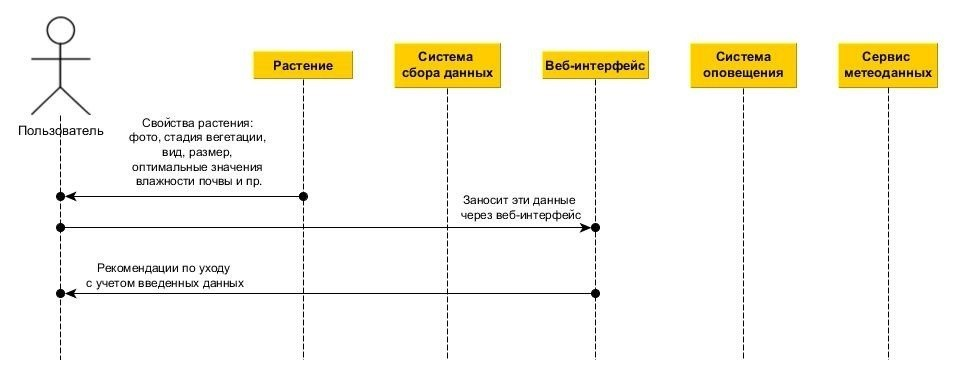 Пользователь
Растение
Система
сбора данных
Веб-интерфейс
Система
оповещения
Сервис
метеоданных
Свойства растения:
фото, стадия вегетации,
вид, размер,
оптимальные значения
влажности почвы и пр.
Заносит эти данные
через веб-интерфейс
Рекомендации по уходу
с учетом введенных данных